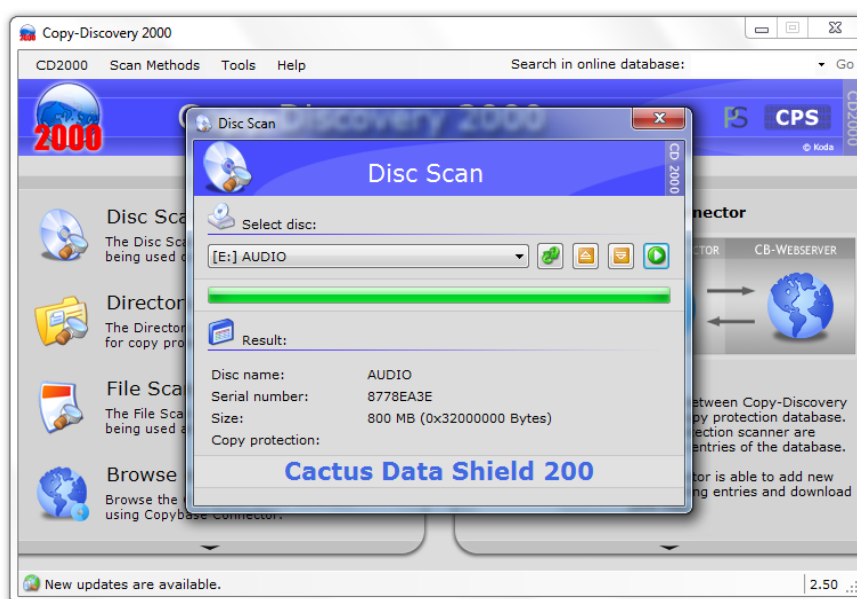 Copy-Discovery 2000
CD2000 Scan Methods Tools Help Search in online database: Go
2000
CPS
© Koda
CD2000
Disc Scan
Disc Scan
CD 2000
Select disc:
[E:] AUDIO
Result:
Disc name: AUDIO
Serial number: 8778EA3E
Size: 800 MB (0x32000000 Bytes)
Copy protection:
Cactus Data Shield 200
Disc Sca
The Disc Sca
being used
Director
The Director
for copy pro
File Sca
The File Sca
being used a
Browse
Browse the
using Copybase Connector.
nector
CTOR CB-WEBSERVER
etween Copy-Discovery
py protection database.
ection scanner are
entries of the database.
tor is able to add new
ng entries and download
New updates are available. 2.50